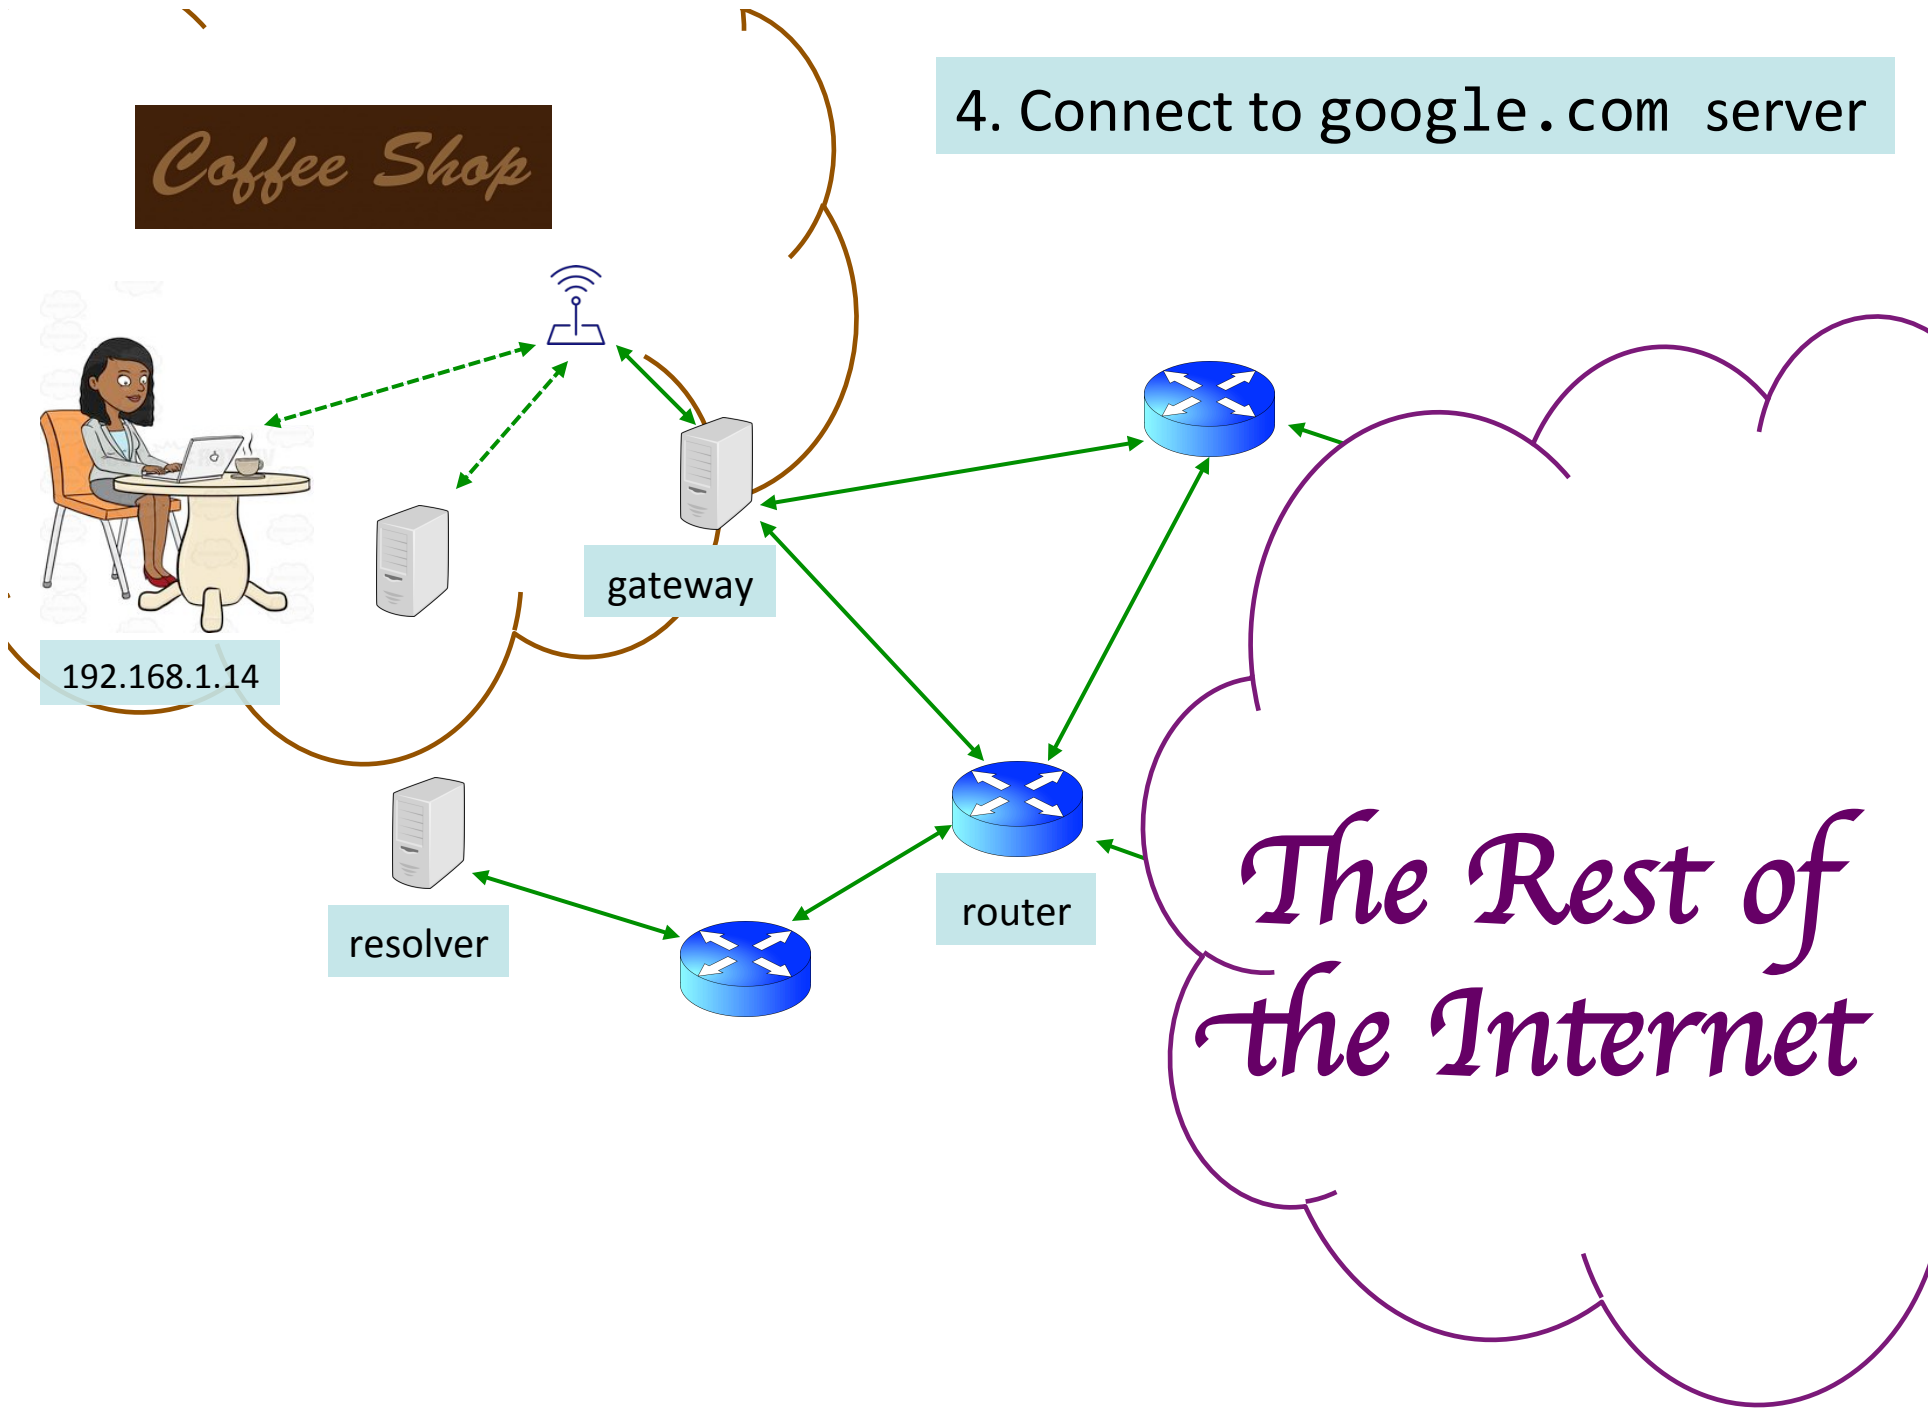 4. Connect to google.com server
Coffee Shop
gateway
192.168.1.14
resolver
router
The Rest of
the Internet